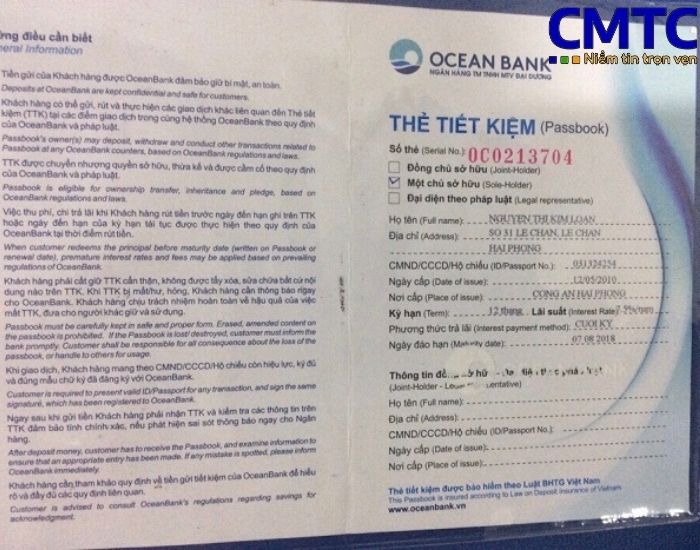 CMTC
Niềm tin trọn vẹn
ững điều cần biết
neral Information
Tiền gửi của Khách hàng được OceanBank đảm bảo giữ bí mật, an toàn.
Deposits at OceanBank are kept confidential and safe for customers.
Khách hàng có thể gửi, rút và thực hiện các giao dịch khác liên quan đến Thẻ tiết
kiệm (TTK) tại các điểm giao dịch trong cùng hệ thống OceanBank theo quy định
của OceanBank và pháp luật.
Passbook's owner(s) may deposit, withdraw and conduct other transactions related to
Passbook at any OceanBank counters, based on OceanBank regulations and laws.
TTK được chuyển nhượng quyền sở hữu, thừa kế và được cầm cố theo quy định
của OceanBank và pháp luật.
Passbook is eligible for ownership transfer, inheritance and pledge, based on
OceanBank regulations and laws.
Việc thu phí, chi trả lãi khi Khách hàng rút tiền trước ngày đến hạn ghi trên TTK
hoặc ngày đến hạn của kỳ hạn tái tục được thực hiện theo quy định của OceanBank
tại thời điểm rút tiền.
When customer redeems the principal before maturity date (written on Passbook or
renewal date), premature interest rates and fees may be applied based on prevailing
regulations of OceanBank.
Khách hàng phải cất giữ TTK cẩn thận, không được tẩy xóa, sửa chữa bất cứ nội
dung nào trên TTK. Khi TTK bị mất/hư, hỏng, Khách hàng cần thông báo ngay
cho OceanBank. Khách hàng chịu trách nhiệm hoàn toàn về hậu quả của việc
mất TTK, đưa cho người khác giữ và sử dụng.
Passbook must be carefully kept in safe and proper form. Erased, amended content on
the passbook is prohibited. If the Passbook is lost/ destroyed, customer must inform the
bank promptly. Customer shall be responsible for all consequence about the loss of the
passbook, or handle to others for usage.
Khi giao dịch, Khách hàng mang theo CMND/CCCD/Hộ chiếu còn hiệu lực, ký đủ
và đúng mẫu chữ ký đã đăng ký với OceanBank.
Customer is required to present valid ID/Passport for any transaction, and sign the same
signature, which has been registered to OceanBank.
Ngay sau khi gửi tiền Khách hàng phải nhận TTK và kiểm tra các thông tin trên
TTK đảm bảo tính chính xác, nếu phát hiện sai sót thông báo ngay cho Ngân
hàng.
After deposit money, customer has to receive the Passbook, and examine information to
ensure that an appropriate entry has been made. If any mistake is spotted, please inform
OceanBank immediately.
Khách hàng cần tham khảo quy định về tiền gửi tiết kiệm của OceanBank để hiểu
rõ và đầy đủ các quy định liên quan.
Customer is advised to consult OceanBank's regulations regarding savings for
acknowledgment.
OCEAN BANK
NGÂN HÀNG TM TNHH MTV ĐẠI DƯƠNG
THẺ TIẾT KIỆM (Passbook)
Số thẻ (Serial No.): 0C0213704
Đồng chủ sở hữu (Joint-Holder)
Một chủ sở hữu (Sole-Holder)
Đại diện theo pháp luật (Legal representative)
Họ tên (Full name): NGUYEN THI KIM LOAN
Địa chỉ (Address): SO 31 LE CHAN, LE CHAN
HAI PHONG
CMND/CCCD/Hộ chiếu (ID/Passport No.): 031324254
Ngày cấp (Date of issue): 12/05/2010
Nơi cấp (Place of issue): CONG AN HAI PHONG
Kỳ hạn (Term): 12 thang Lãi suất (Interest Rate)
Phương thức trả lãi (Interest payment method): CUOI KY
Ngày đáo hạn (Maturity date): 07/08/2018
Thông tin
(Joint-Holder -
Họ tên (Full name):
Địa chỉ (Address):
CMND/CCCD/Hộ chiếu (ID/Passport No.):
Ngày cấp (Date of issue):
Nơi cấp (Place of issue):
Thẻ tiết kiệm được bảo hiểm theo Luật BHTG Việt Nam
This Passbook is insured according to Law on Deposit Insurance of Vietnam
www.oceanbank.vn